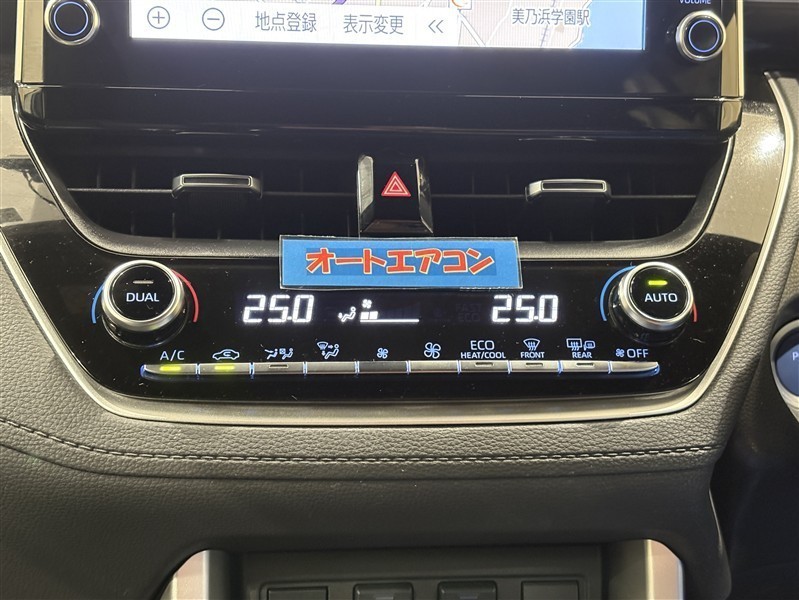 VOLUME
地点登録 表示変更 美乃浜学園駅
オートエアコン
DUAL 25.0 25.0 AUTO
A/C ECO HEAT/COOL FRONT REAR OFF